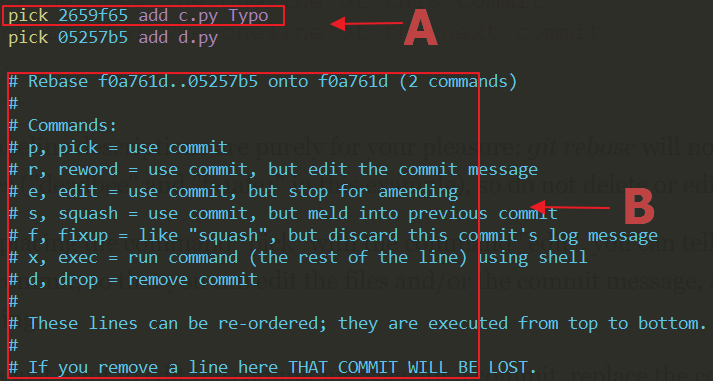 pick 2659f65 add c.py Typo
A
pick 05257b5 add d.py
# Rebase f0a761d..05257b5 onto f0a761d (2 commands)
#
# Commands:
# p, pick = use commit
# r, reword = use commit, but edit the commit message
# e, edit = use commit, but stop for amending
# s, squash = use commit, but meld into previous commit
B
# f, fixup = like "squash", but discard this commit's log message
# x, exec = run command (the rest of the line) using shell
# d, drop = remove commit
#
# These lines can be re-ordered; they are executed from top to bottom.
#
# If you remove a line here THAT COMMIT WILL BE LOST.